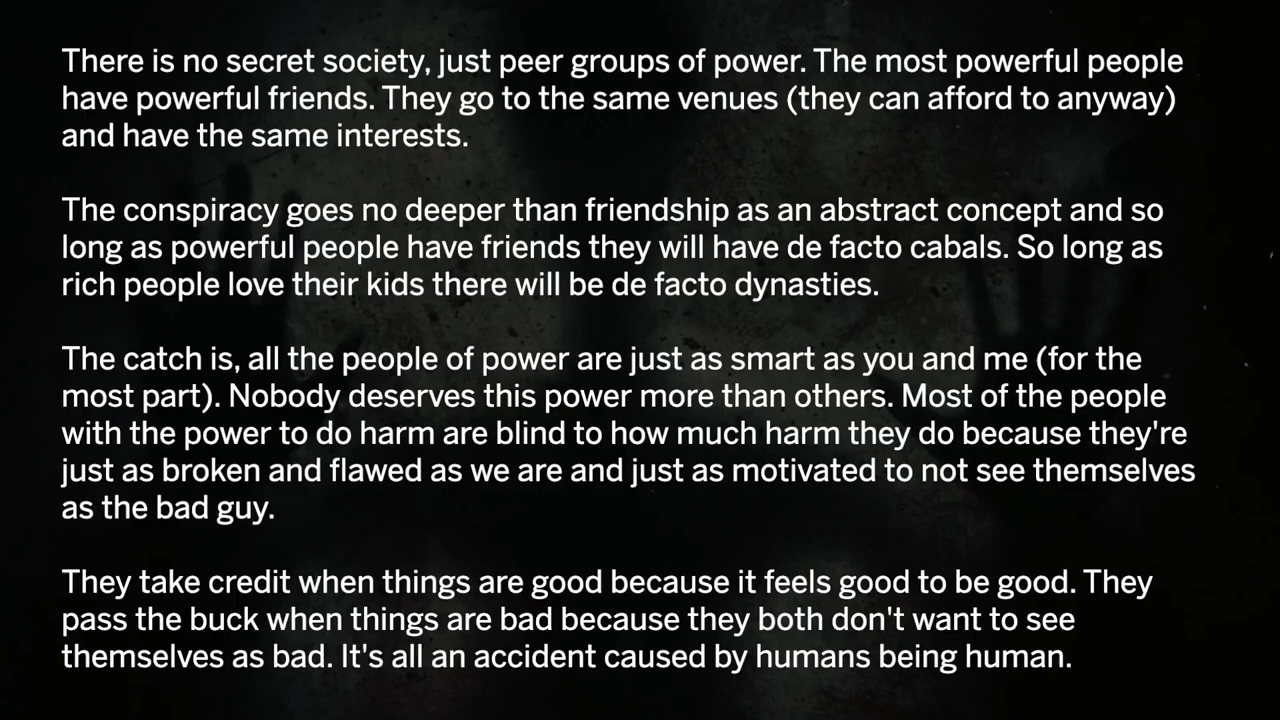 There is no secret society, just peer groups of power. The most powerful people
have powerful friends. They go to the same venues (they can afford to anyway)
and have the same interests.
The conspiracy goes no deeper than friendship as an abstract concept and so
long as powerful people have friends they will have de facto cabals. So long as
rich people love their kids there will be de facto dynasties.
The catch is, all the people of power are just as smart as you and me (for the
most part). Nobody deserves this power more than others. Most of the people
with the power to do harm are blind to how much harm they do because they're
just as broken and flawed as we are and just as motivated to not see themselves
as the bad guy.
They take credit when things are good because it feels good to be good. They
pass the buck when things are bad because they both don't want to see
themselves as bad. It's all an accident caused by humans being human.